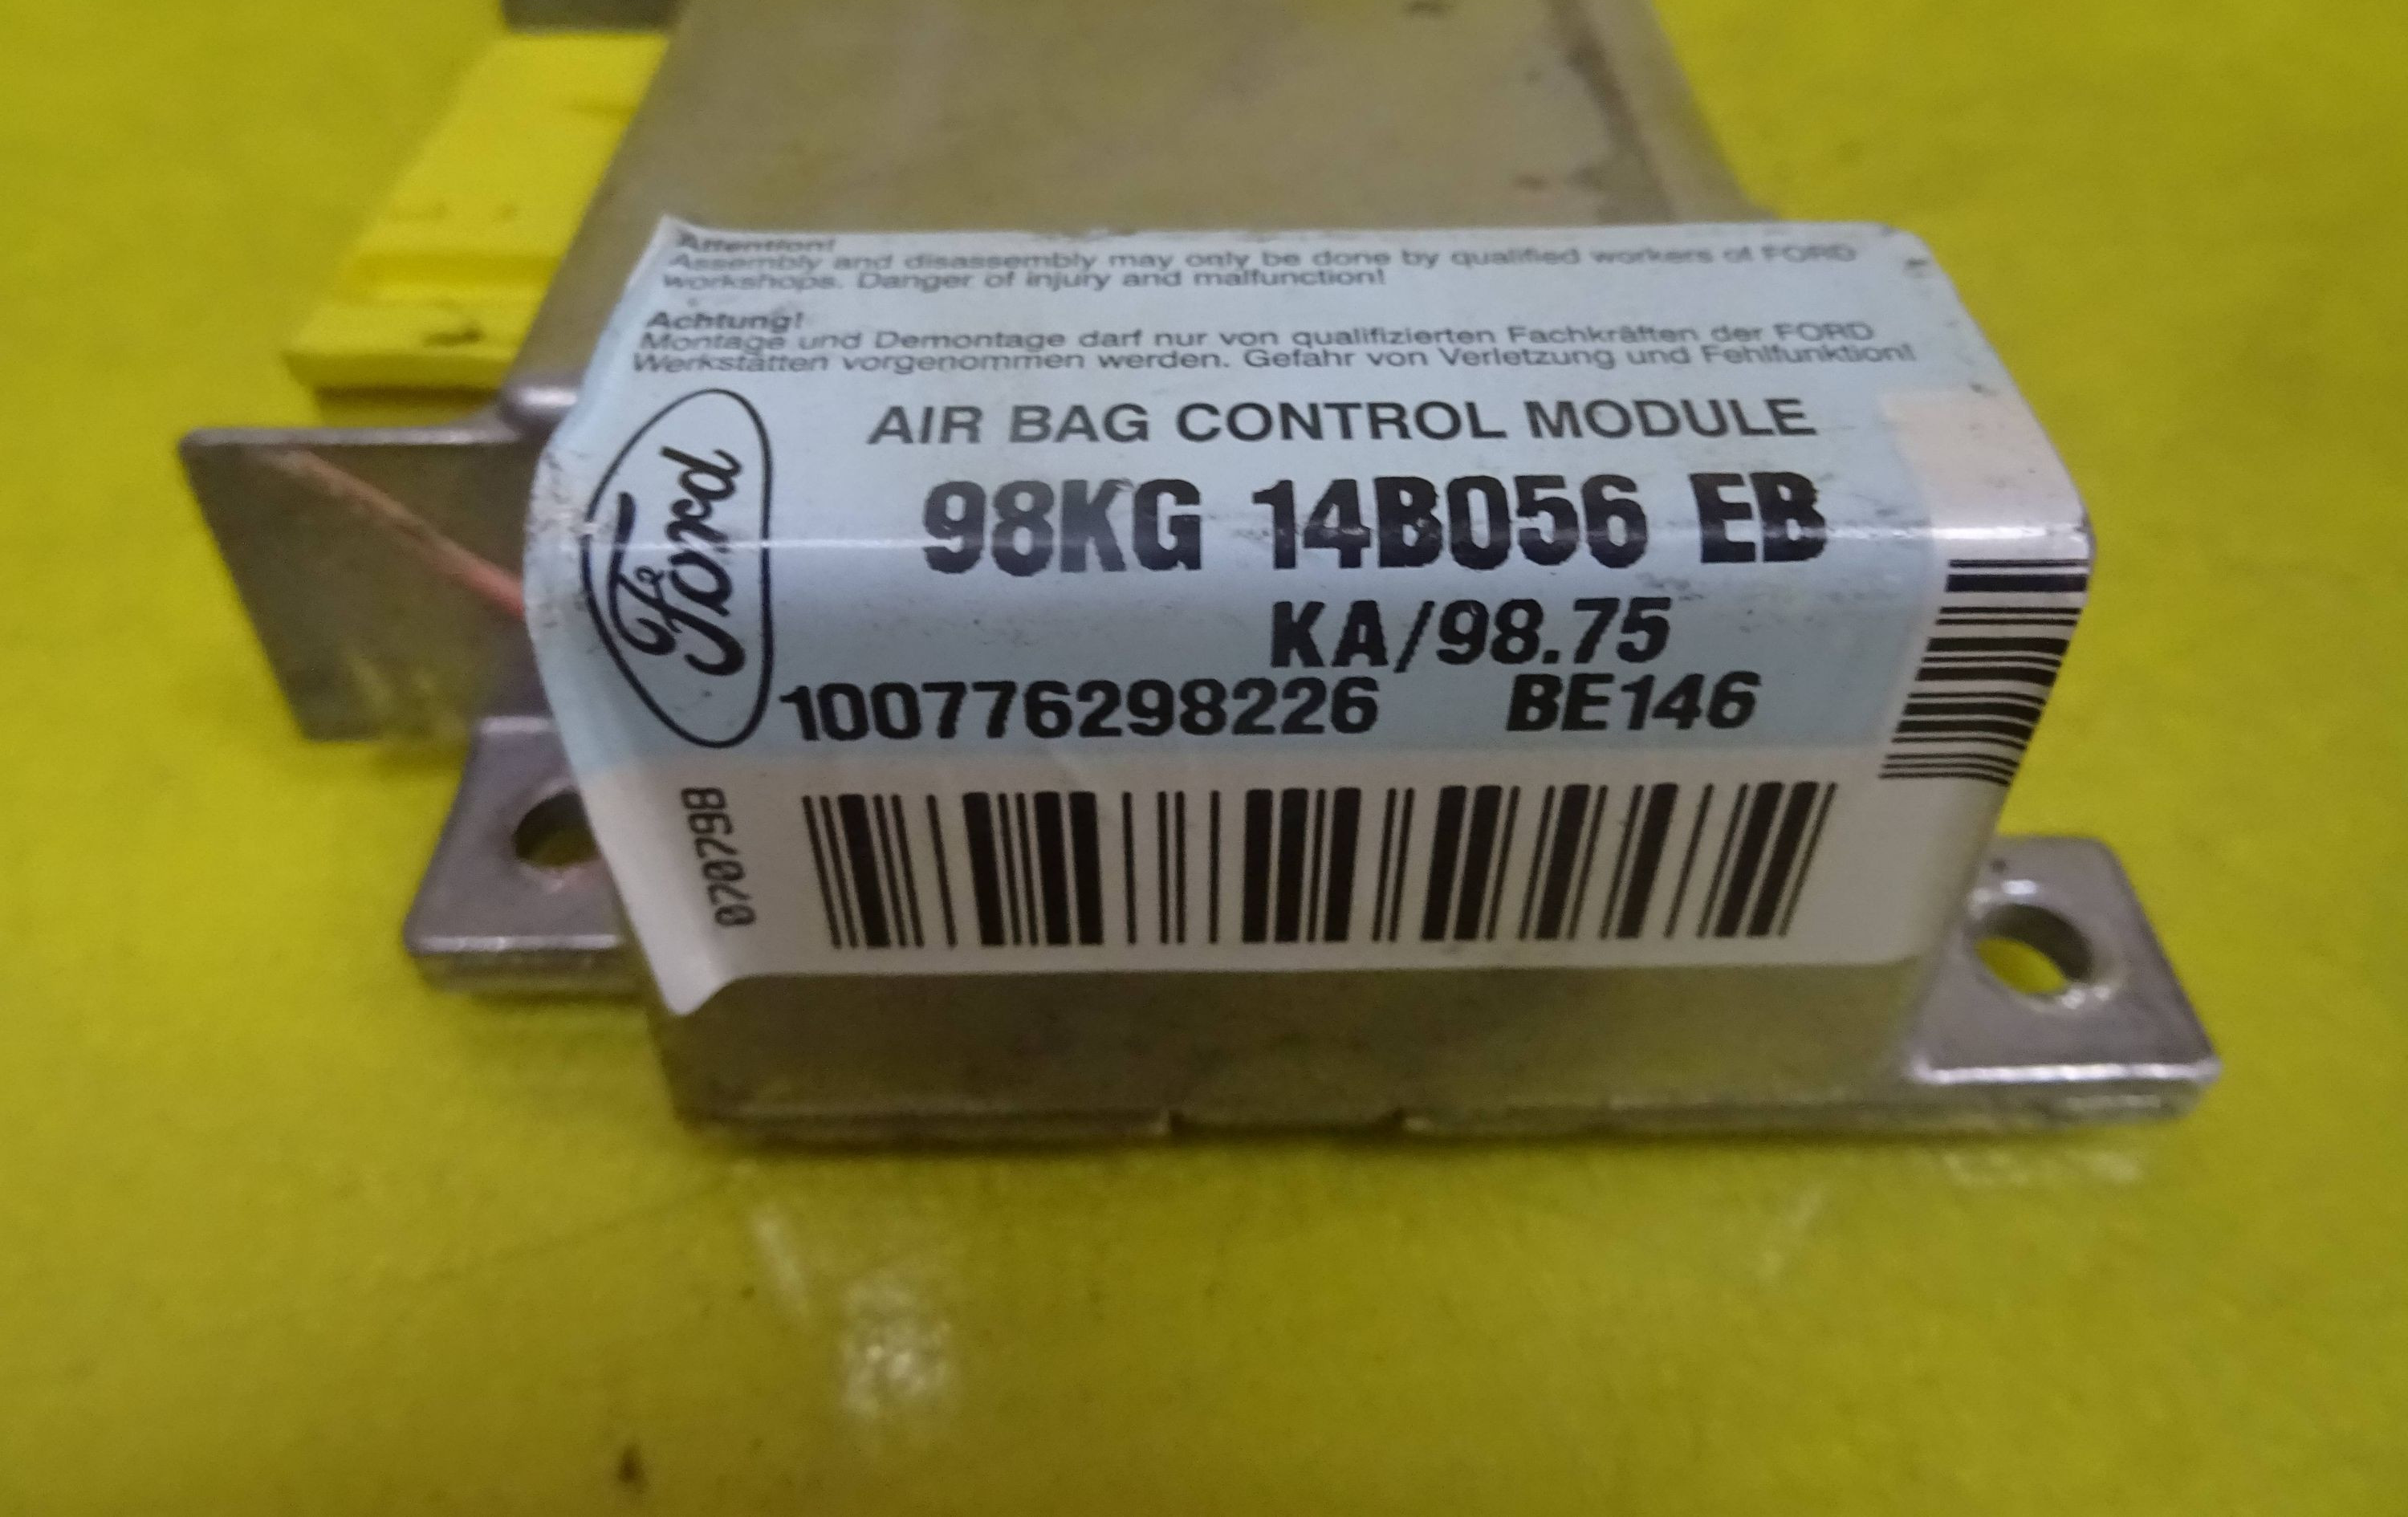 Attention!
Assembly and disassembly may only be done by qualified workers of FORD
workshops. Danger of injury and malfunction!
Achtung!
Montage und Demontage darf nur von qualifizierten Fachkräften der FORD
Werkstätten vorgenommen werden. Gefahr von Verletzung und Fehlfunktion!
Ford
AIR BAG CONTROL MODULE
98KG 14B056 EB
KA/98.75
100776298226 BE146
070798